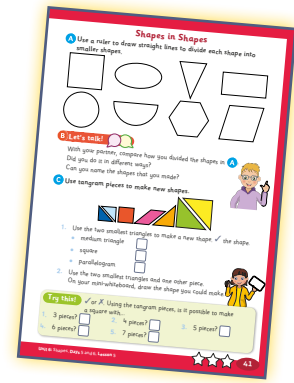 Shapes in Shapes
A Use a ruler to draw straight lines to divide each shape into
smaller shapes.
B Let's talk!
With your partner, compare how you divided the shapes in A
Did you do it in different ways?
Can you name the shapes that you made?
C Use tangram pieces to make new shapes.
1. Use the two smallest triangles to make a new shape ✓ the shape.
• medium triangle
• square
• parallelogram
2. Use the two smallest triangles and one other piece.
On your mini-whiteboard, draw the shape you could make.
Try this! ✓ or ✗ Using the tangram pieces, is it possible to make
a square with...
1. 3 pieces?
2. 4 pieces?
3. 5 pieces?
4. 6 pieces?
5. 7 pieces?
41